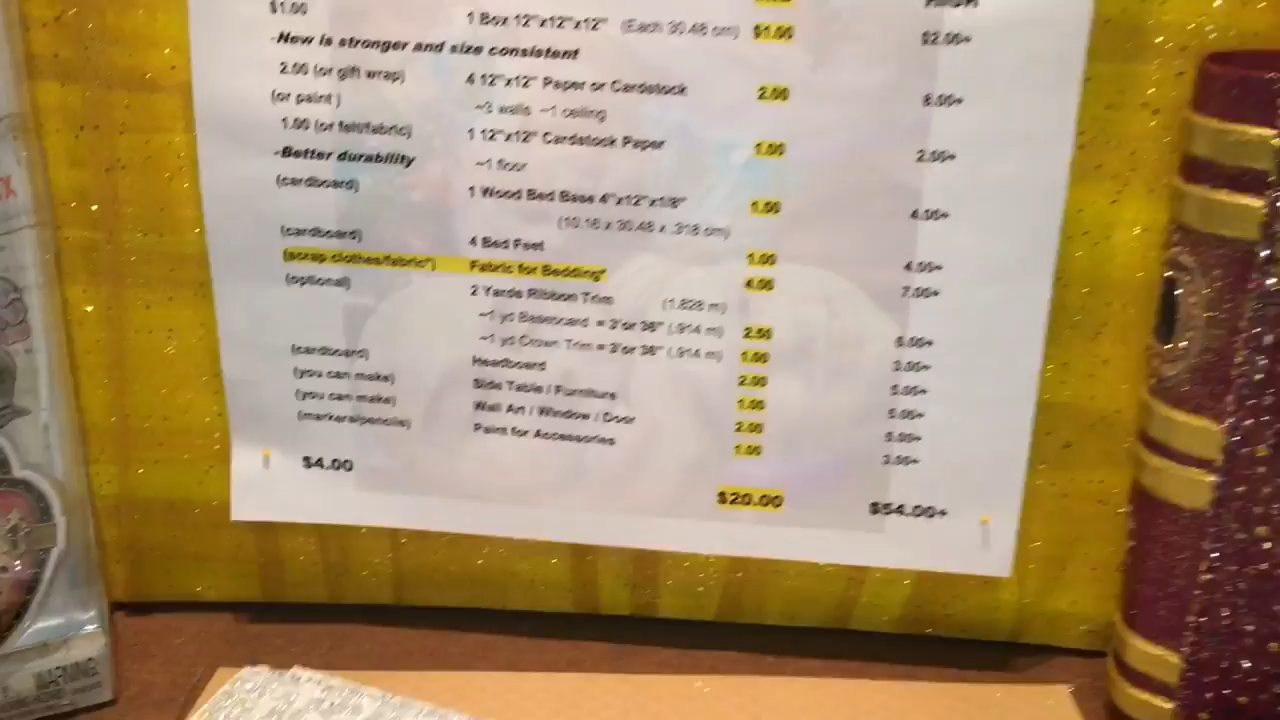 $1.00
1 Box 12"x12"x12" (Each 30.48 cm) $1.00 $2.00+
-New is stronger and size consistent
2.00 (or gift wrap) 4 12"x12" Paper or Cardstock 2.00 8.00+
(or paint) ~3 walls ~1 ceiling
1.00 (or felt/fabric) 1 12"x12" Cardstock Paper 1.00 2.00+
-Better durability ~1 floor
(cardboard) 1 Wood Bed Base 4"x12"x1/8" 1.50 4.00+
(10.16 x 30.48 x .318 cm)
(cardboard) 4 Bed Feet 1.00 4.00+
(scrap clothes/fabric*) Fabric for Bedding* 4.00 7.00+
(optional) 2 Yards Ribbon Trim (1.828 m)
~1 yd Baseboard = 3' or 36" (.914 m) 2.50
~1 yd Crown Trim = 3' or 36" (.914 m)
(cardboard) Headboard 1.00 3.00+
(you can make) Side Table / Furniture 2.00 5.00+
(you can make) Wall Art / Window / Door 1.00 5.00+
(markers/pencils) Paint for Accessories 2.00 5.00+
1.00 3.00+
$4.00 $20.00 $54.00+
WARNING